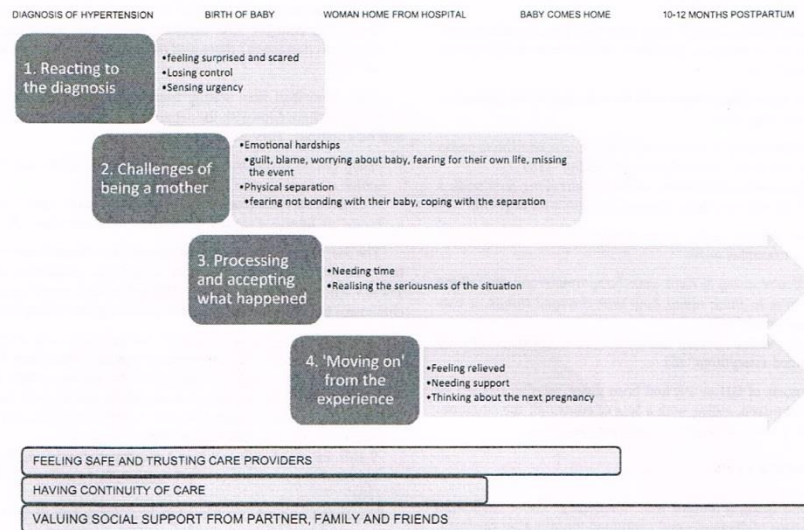 DIAGNOSIS OF HYPERTENSION
BIRTH OF BABY
WOMAN HOME FROM HOSPITAL
BABY COMES HOME
10-12 MONTHS POSTPARTUM
1. Reacting to
the diagnosis
•feeling surprised and scared
•Losing control
•Sensing urgency
2. Challenges of
being a mother
•Emotional hardships
•guilt, blame, worrying about baby, fearing for their own life, missing
the event
•Physical separation
•fearing not bonding with their baby, coping with the separation
3. Processing
and accepting
what happened
•Needing time
•Realising the seriousness of the situation
4. 'Moving on'
from the
experience
•Feeling relieved
•Needing support
•Thinking about the next pregnancy
FEELING SAFE AND TRUSTING CARE PROVIDERS
HAVING CONTINUITY OF CARE
VALUING SOCIAL SUPPORT FROM PARTNER, FAMILY AND FRIENDS